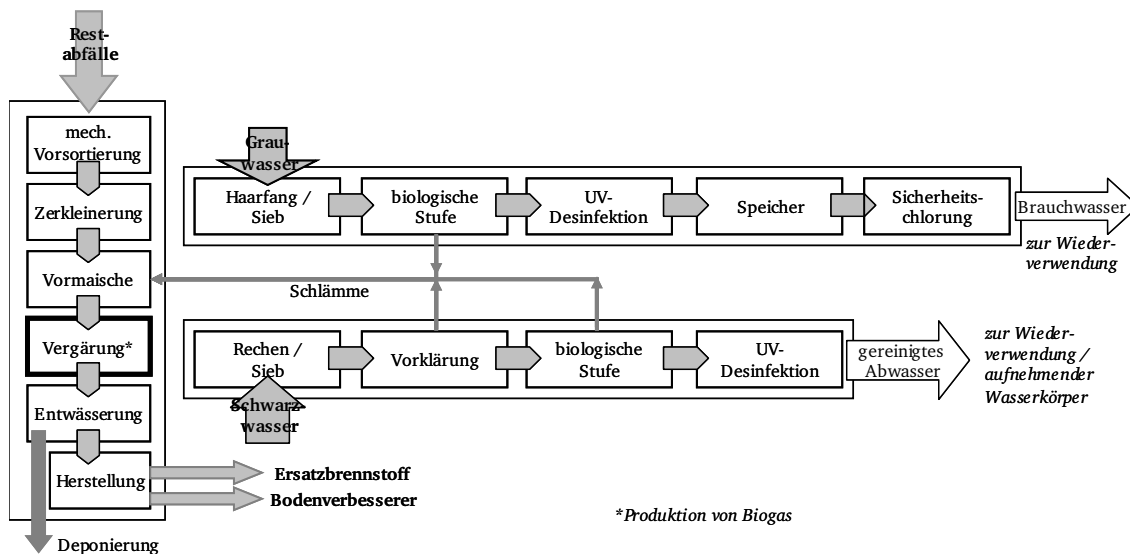 Rest-
abfälle
mech.
Vorsortierung
Zerkleinerung
Vormaische
Vergärung*
Entwässerung
Herstellung
Deponierung
Ersatzbrennstoff
Bodenverbesserer
Grau-
wasser
Haarfang /
Sieb
biologische
Stufe
UV-
Desinfektion
Speicher
Sicherheits-
chlorung
Brauchwasser
zur Wieder-
verwendung
Schlämme
Rechen /
Sieb
Vorklärung
biologische
Stufe
UV-
Desinfektion
gereinigtes
Abwasser
zur Wieder-
verwendung /
aufnehmender
Wasserkörper
Schwarz-
wasser
*Produktion von Biogas